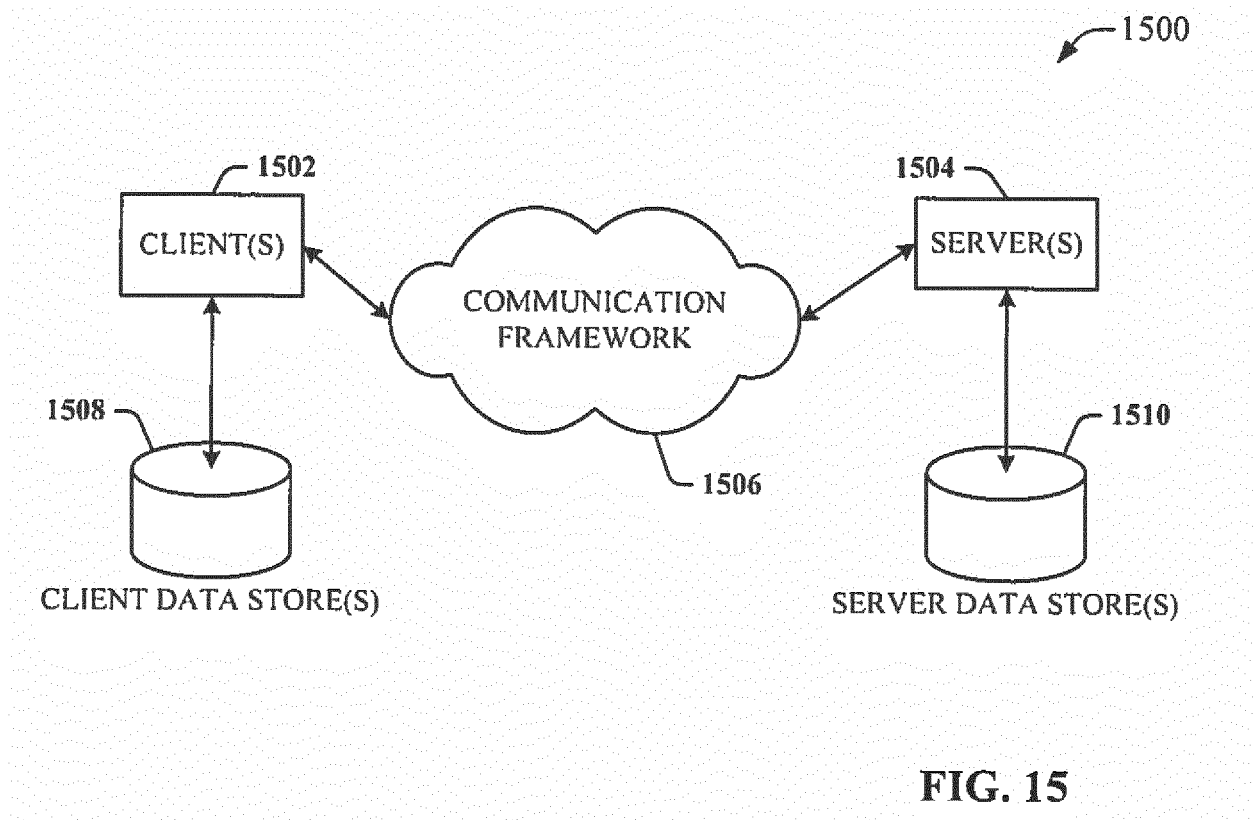 1500
1502
1504
CLIENT(S)
SERVER(S)
COMMUNICATION
FRAMEWORK
1508
1510
1506
CLIENT DATA STORE(S)
SERVER DATA STORE(S)
FIG. 15